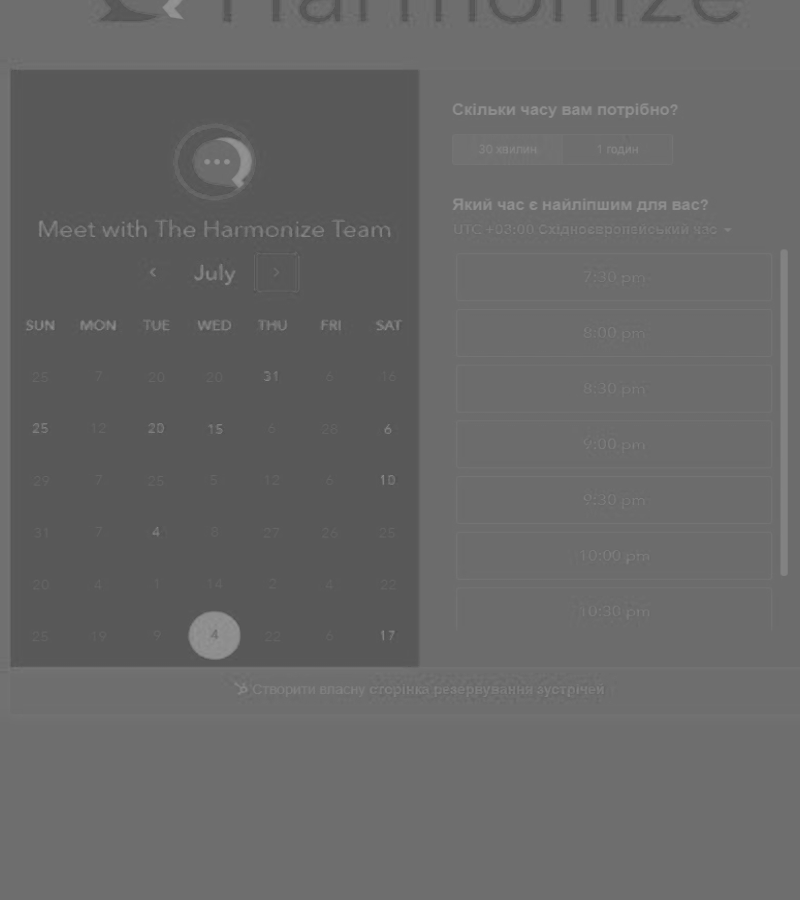 Harmonize
Meet with The Harmonize Team
July
SUN MON TUE WED THU FRI SAT
25 7 20 20 31 6 16
25 12 20 15 6 28 6
29 7 25 5 12 6 10
31 7 4 8 27 26 25
20 4 1 14 2 4 22
25 19 9 4 22 6 17
Скільки часу вам потрібно?
30 хвилин 1 годин
Який час є найліпшим для вас?
UTC +03:00 Східноєвропейський час
7:30 pm
8:00 pm
8:30 pm
9:00 pm
9:30 pm
10:00 pm
10:30 pm
Створити власну сторінка резервування зустрічей